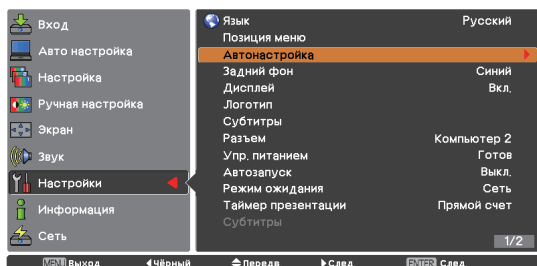 Вход
Авто настройка
Настройка
Ручная настройка
Экран
Звук
Настройки
Информация
Сеть
Язык Русский
Позиция меню
Автонастройка
Задний фон Синий
Дисплей Вкл.
Логотип
Субтитры
Разъем Компьютер 2
Упр. питанием Готов
Автозапуск Выкл.
Режим ожидания Сеть
Таймер презентации Прямой счет
Субтитры
1/2
MENU Выход Чёрный Передв След ENTER След